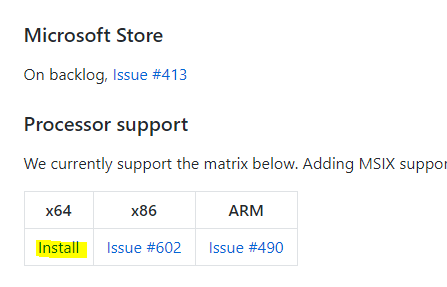 Microsoft Store
On backlog, Issue #413
Processor support
We currently support the matrix below. Adding MSIX suppor
x64 x86 ARM
Install Issue #602 Issue #490